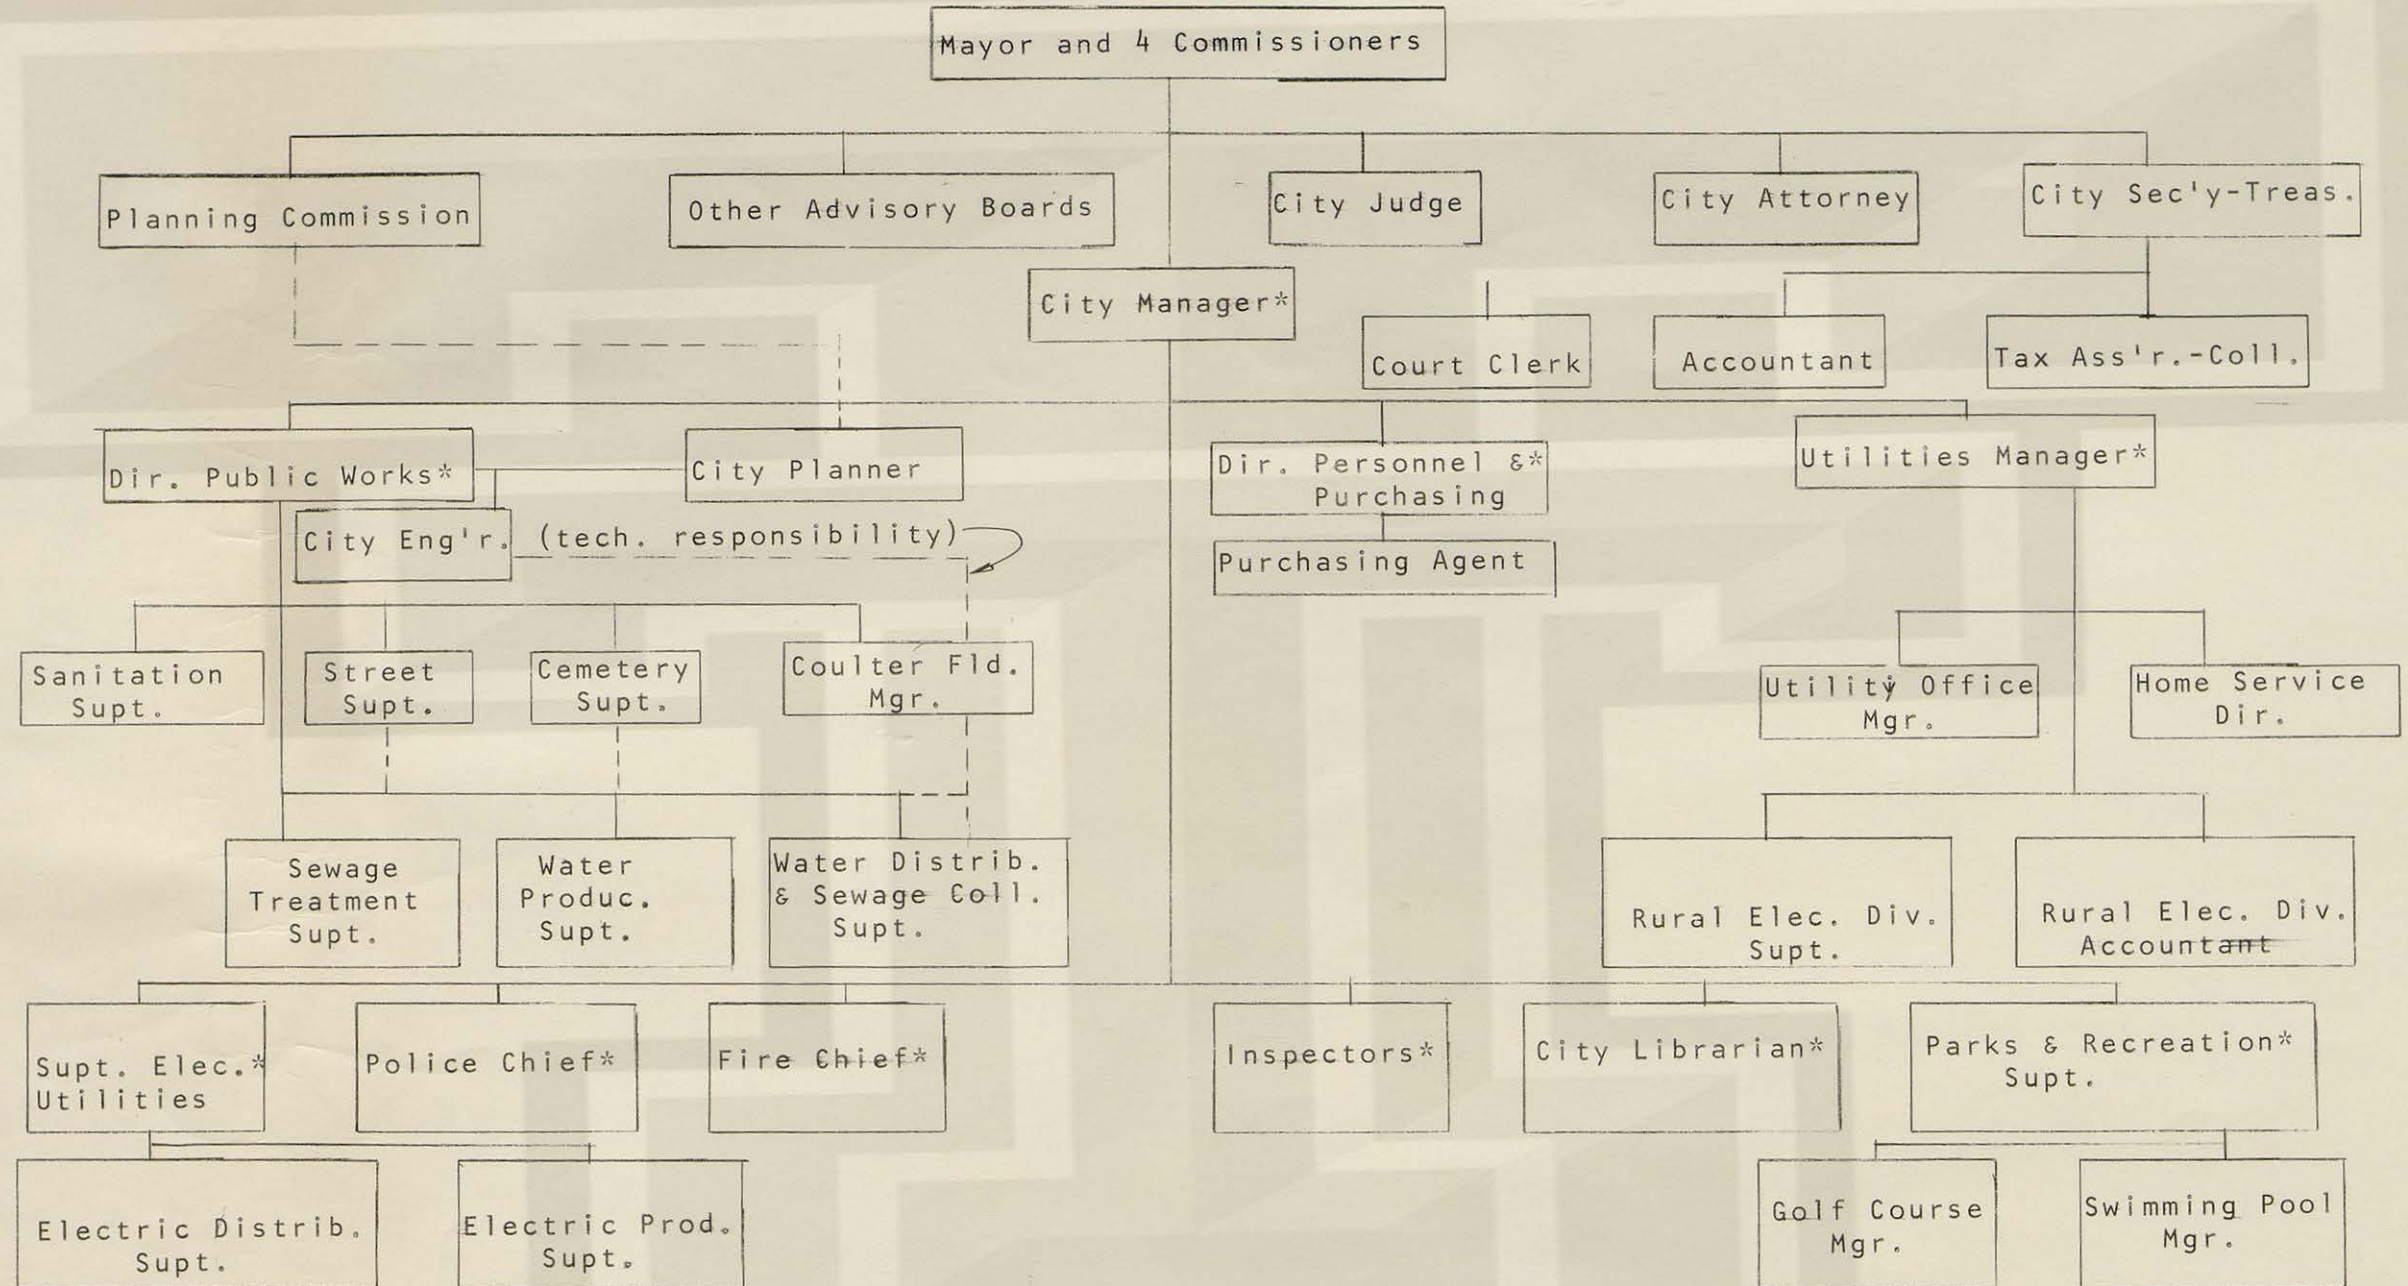 Mayor and 4 Commissioners
Planning Commission
Other Advisory Boards
City Judge
City Attorney
City Sec'y-Treas.
City Manager*
Court Clerk
Accountant
Tax Ass'r.-Coll.
Dir. Public Works*
City Planner
Dir. Personnel &*
Purchasing
Utilities Manager*
City Eng'r.
(tech. responsibility)
Purchasing Agent
Sanitation
Supt.
Street
Supt.
Cemetery
Supt.
Coulter Fld.
Mgr.
Utility Office
Mgr.
Home Service
Dir.
Sewage
Treatment
Supt.
Water
Produc.
Supt.
Water Distrib.
& Sewage Coll.
Supt.
Rural Elec. Div.
Supt.
Rural Elec. Div.
Accountant
Supt. Elec.*
Utilities
Police Chief*
Fire Chief*
Inspectors*
City Librarian*
Parks & Recreation*
Supt.
Electric Distrib.
Supt.
Electric Prod.
Supt.
Golf Course
Mgr.
Swimming Pool
Mgr.